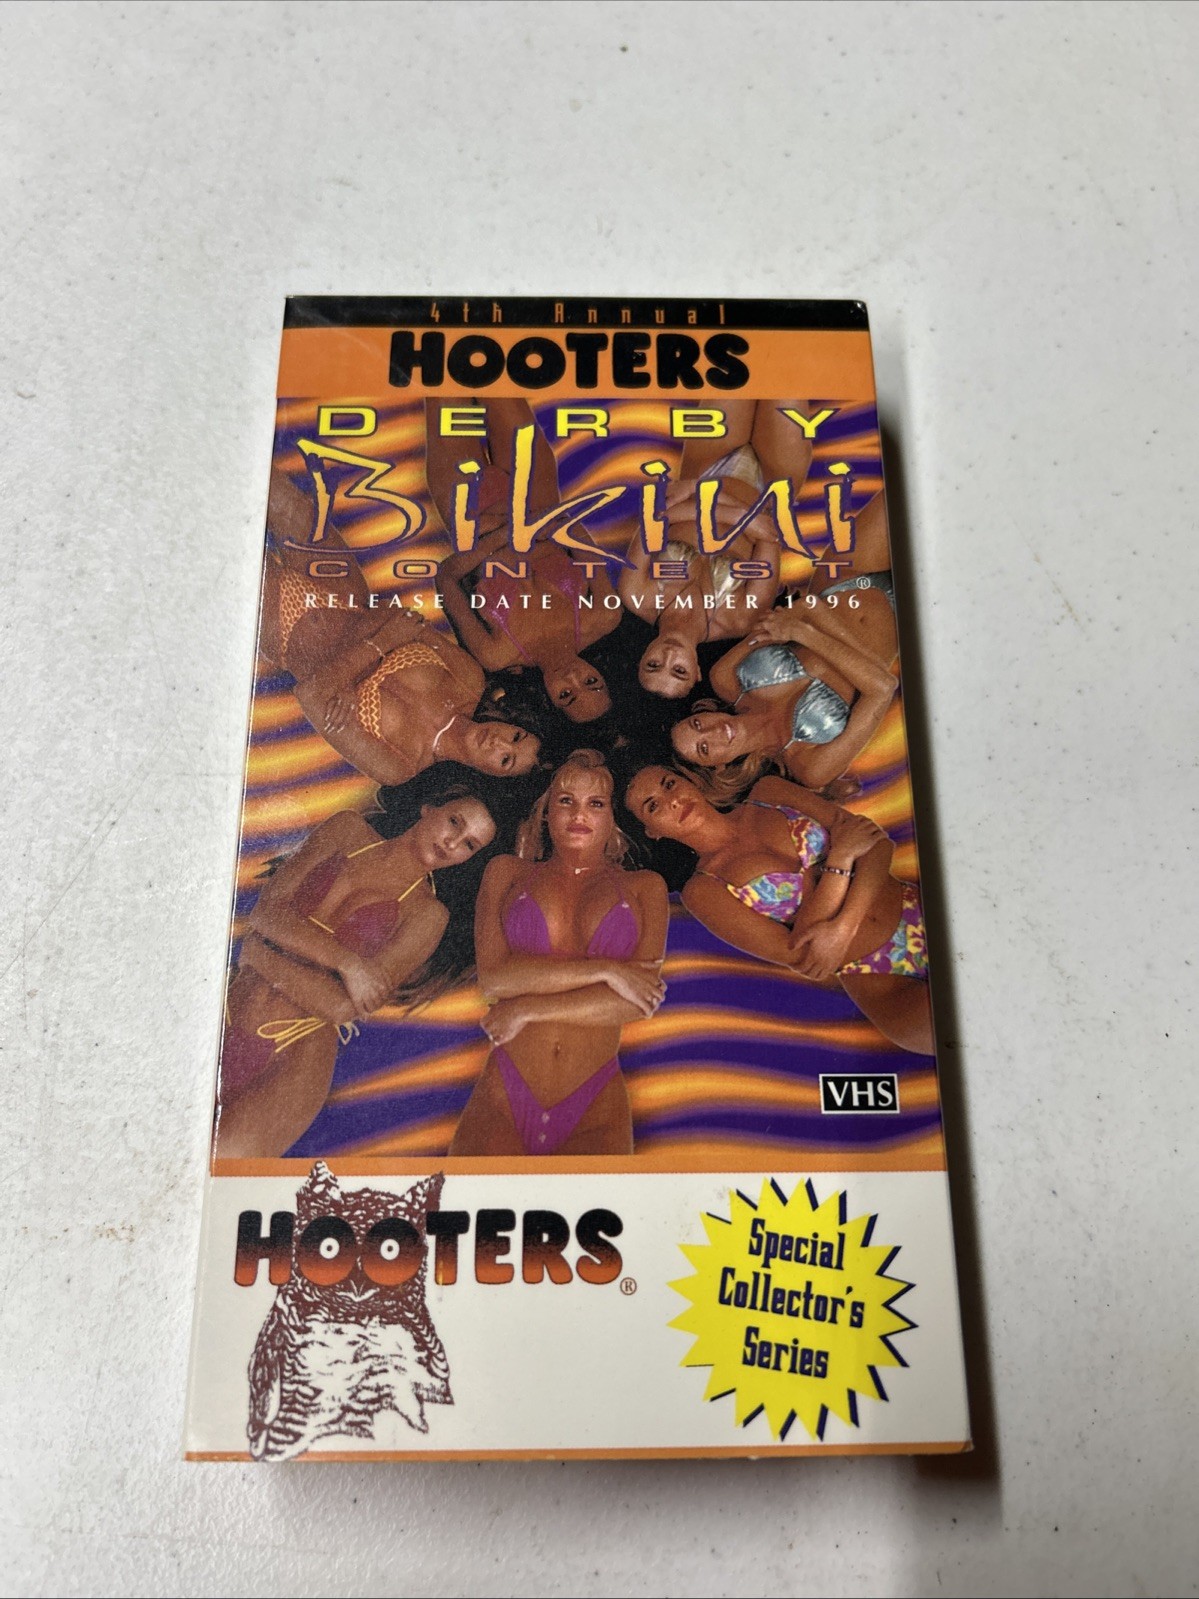 4th Annual
HOOTERS
DERBY
Bikini
CONTEST®
RELEASE DATE NOVEMBER 1996
VHS
HOOTERS®
Special
Collector's
Series